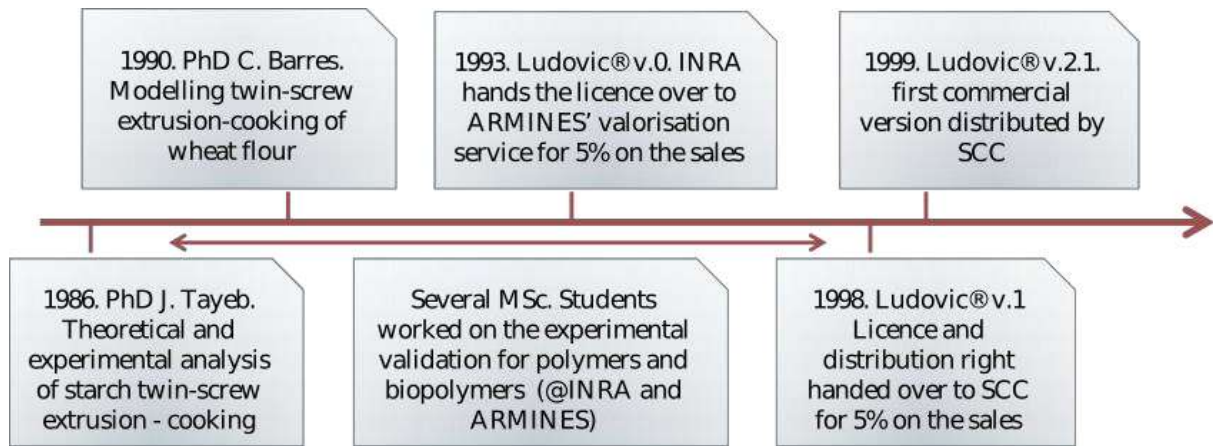 1990. PhD C. Barres.
Modelling twin-screw
extrusion-cooking of
wheat flour
1993. Ludovic® v.0. INRA
hands the licence over to
ARMINES' valorisation
service for 5% on the sales
1999. Ludovic® v.2.1.
first commercial
version distributed by
SCC
1986. PhD J. Tayeb.
Theoretical and
experimental analysis
of starch twin-screw
extrusion - cooking
Several MSc. Students
worked on the experimental
validation for polymers and
biopolymers (@INRA and
ARMINES)
1998. Ludovic® v.1
Licence and
distribution right
handed over to SCC
for 5% on the sales